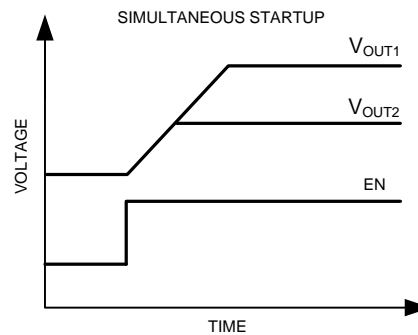 SIMULTANEOUS STARTUP
VOUT1
VOUT2
EN
VOLTAGE
TIME